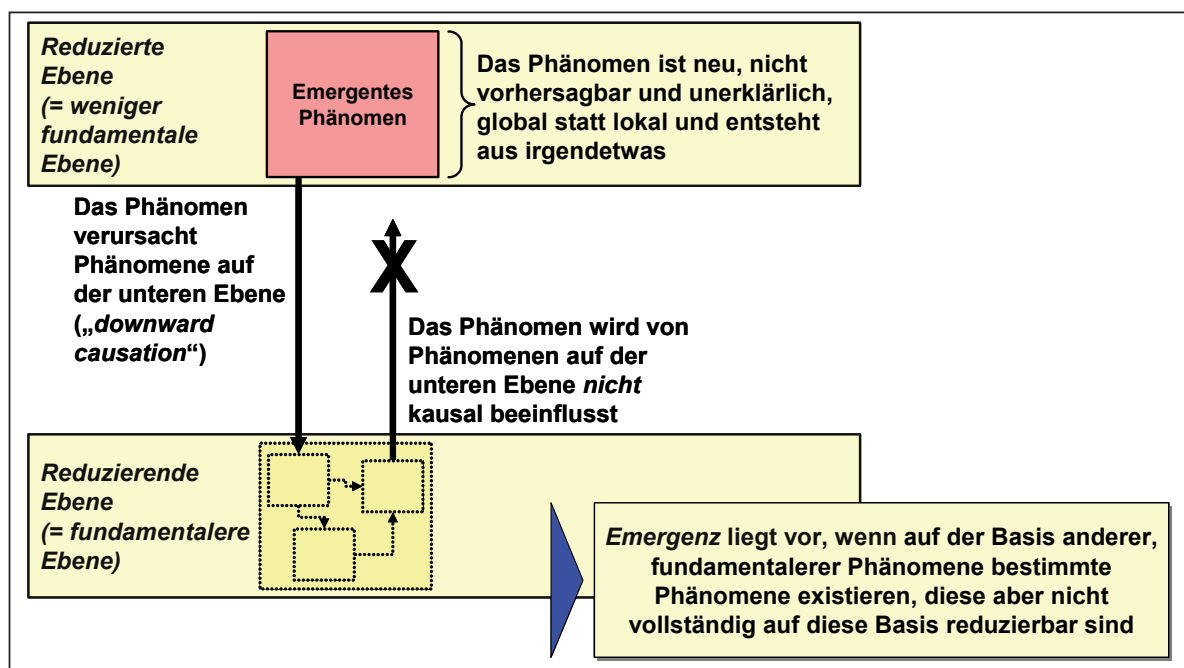 Reduzierte
Ebene
(= weniger
fundamentale
Ebene)
Emergentes
Phänomen
Das Phänomen ist neu, nicht
vorhersagbar und unerklärlich,
global statt lokal und entsteht
aus irgendetwas
Das Phänomen
verursacht
Phänomene auf
der unteren Ebene
(„downward
causation“)
X
Das Phänomen wird von
Phänomenen auf der
unteren Ebene nicht
kausal beeinflusst
Reduzierende
Ebene
(= fundamentalere
Ebene)
Emergenz liegt vor, wenn auf der Basis anderer,
fundamentalerer Phänomene bestimmte
Phänomene existieren, diese aber nicht
vollständig auf diese Basis reduzierbar sind